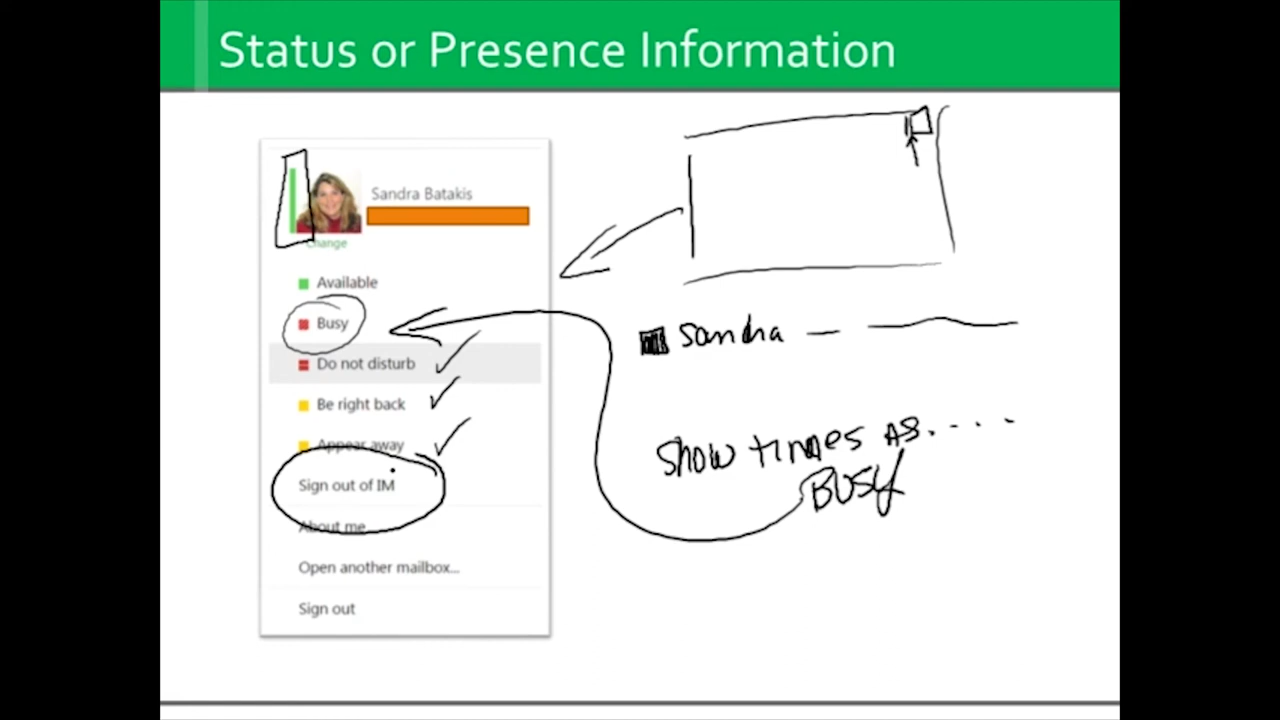 Status or Presence Information
Sandra Batakis
Change
Available
Busy
Do not disturb
Be right back
Appear away
Sign out of IM
About me
Open another mailbox...
Sign out
Sandra
Show times AS.....
BUSY